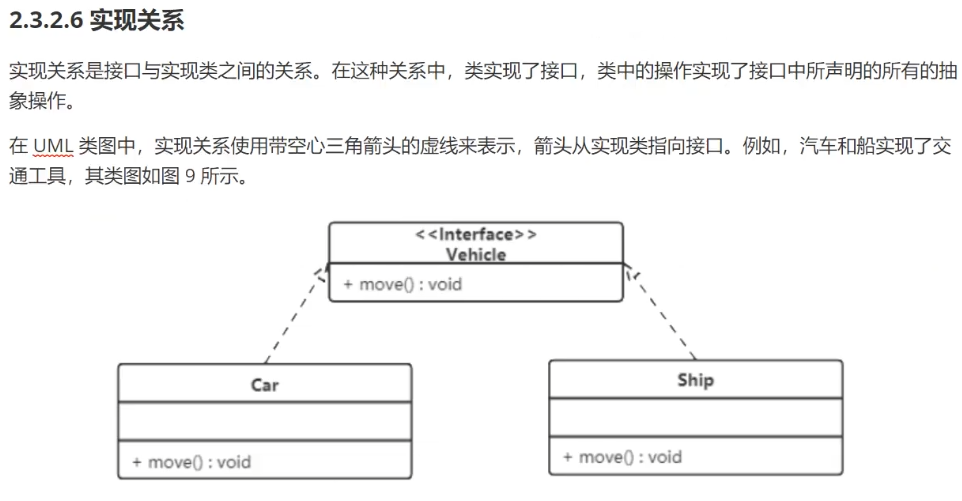 2.3.2.6 实现关系
实现关系是接口与实现类之间的关系。在这种关系中，类实现了接口，类中的操作实现了接口中所声明的所有的抽
象操作。
在 UML 类图中，实现关系使用带空心三角箭头的虚线来表示，箭头从实现类指向接口。例如，汽车和船实现了交
通工具，其类图如图 9 所示。
<<Interface>>
Vehicle
+ move() : void
Car
+ move() : void
Ship
+ move() : void